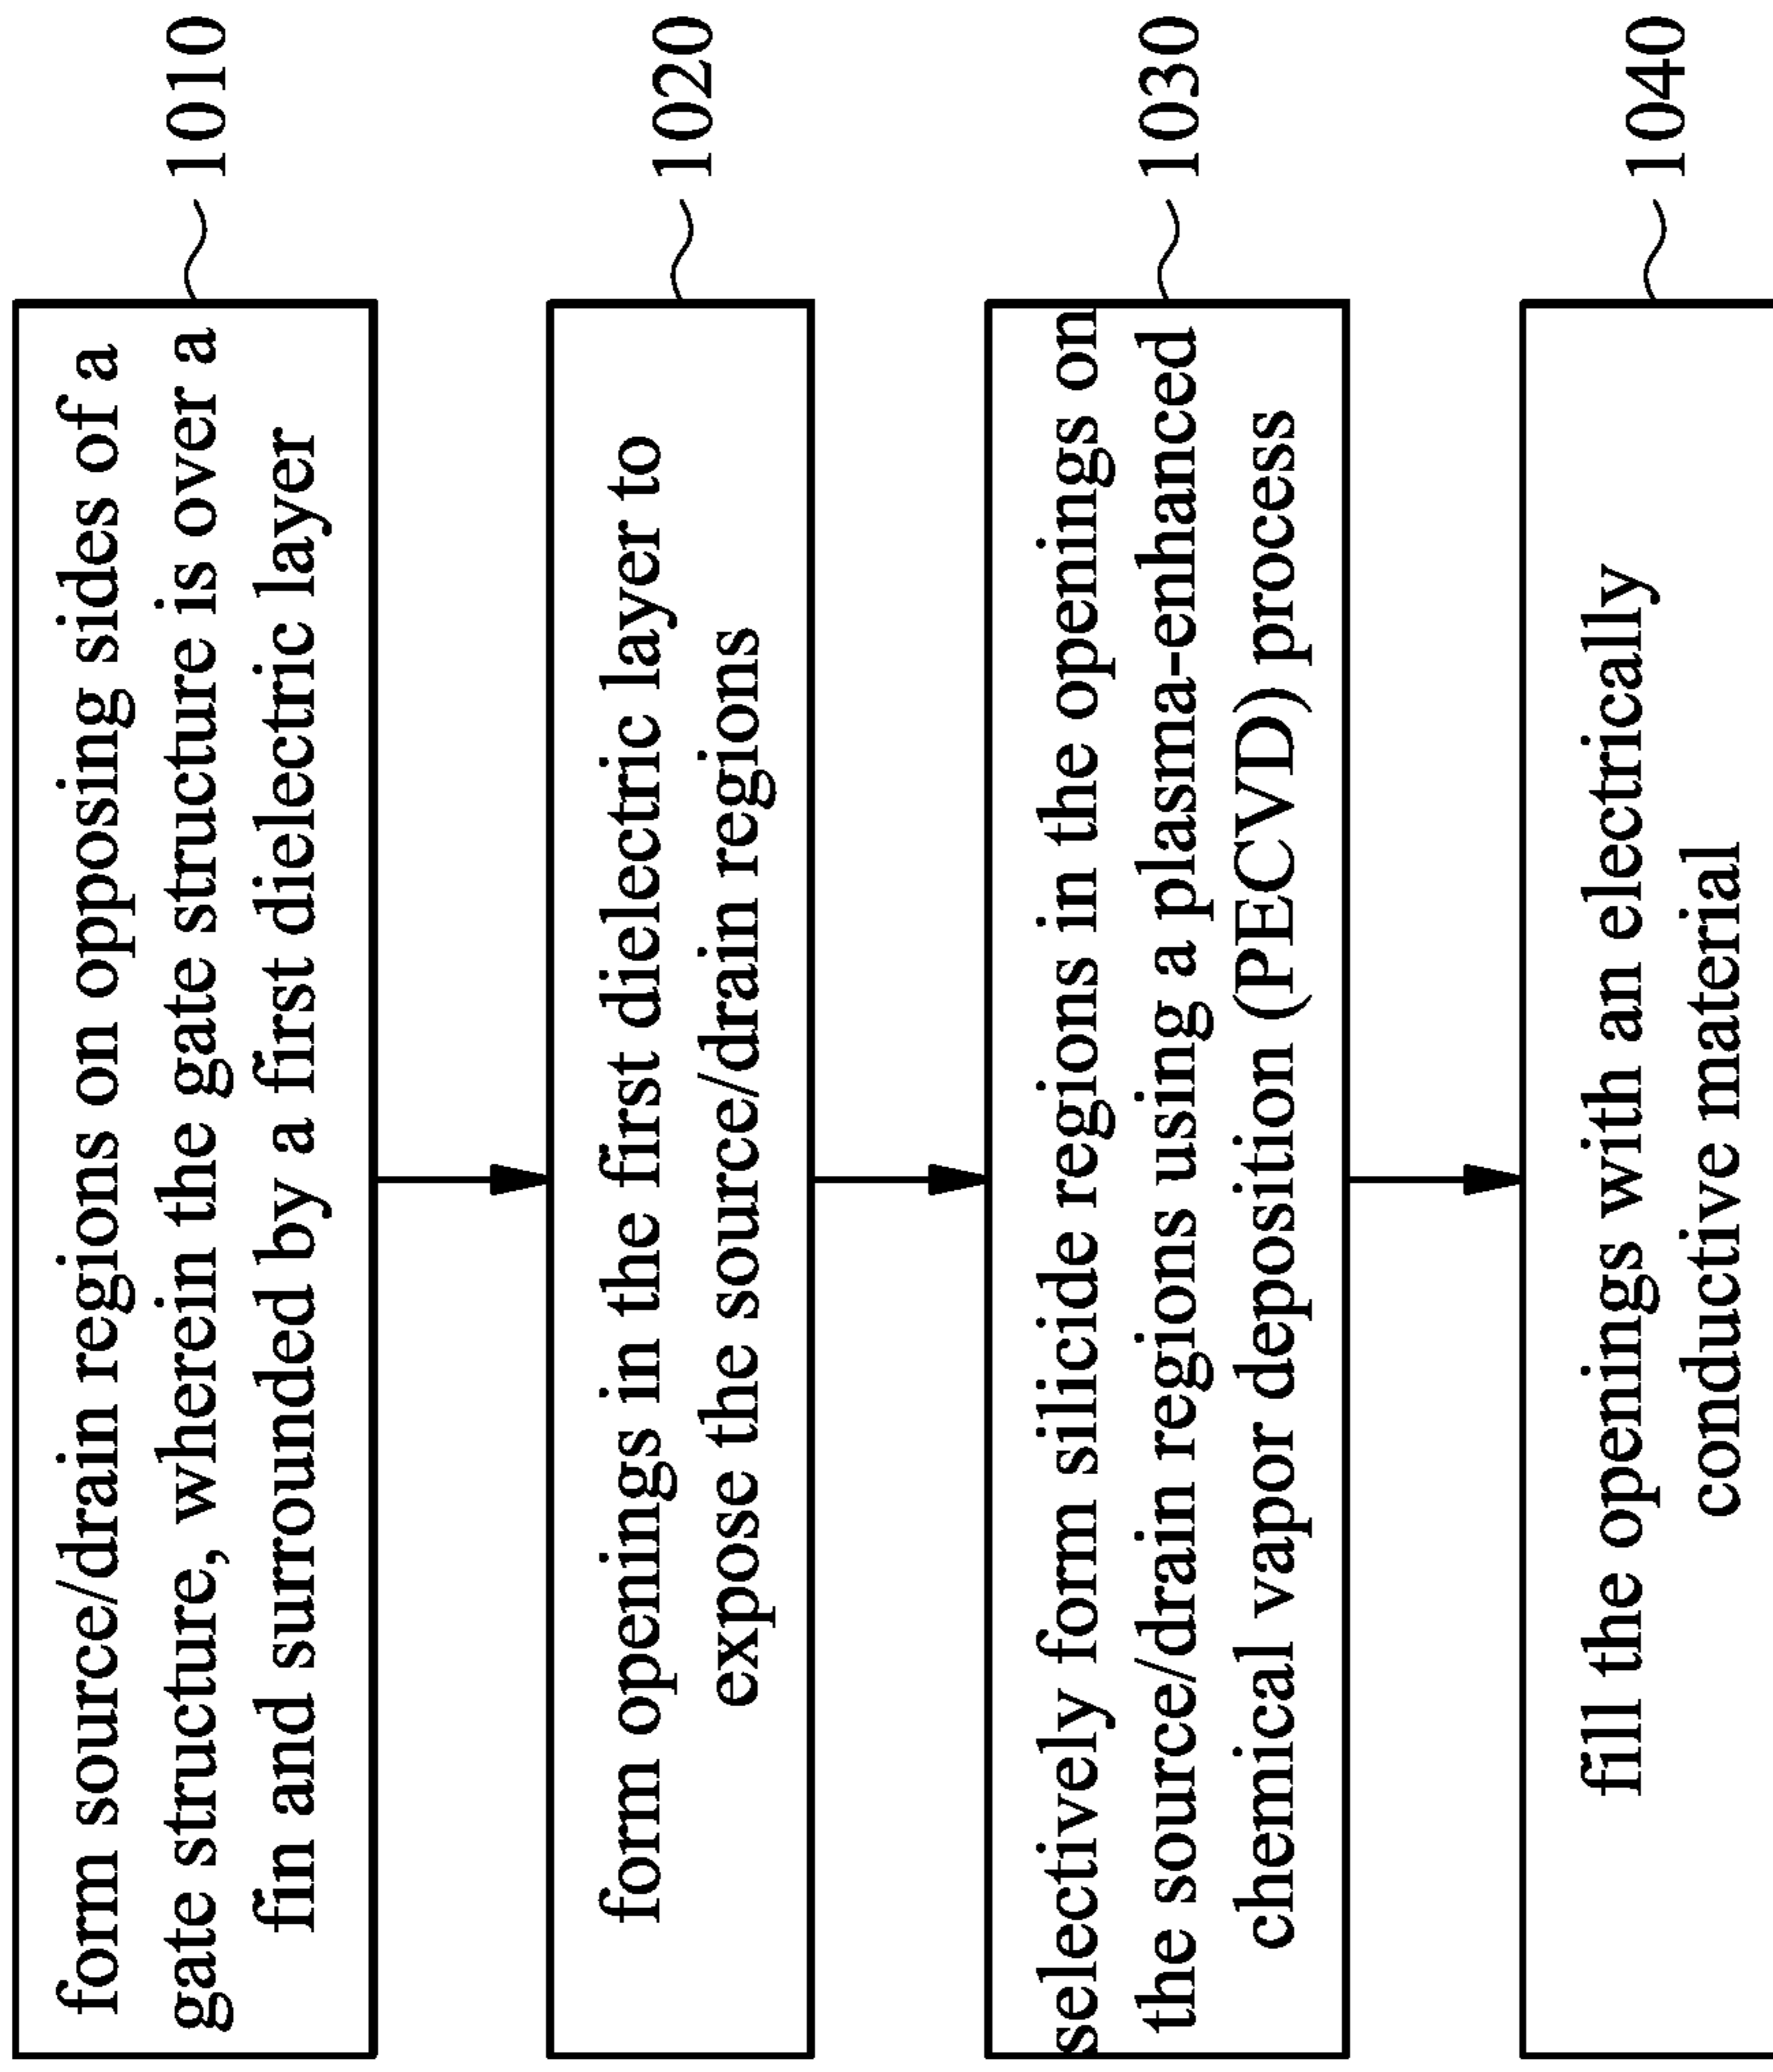 form source/drain regions on opposing sides of a
gate structure, wherein the gate structure is over a
fin and surrounded by a first dielectric layer
1010
form openings in the first dielectric layer to
expose the source/drain regions
1020
selectively form silicide regions in the openings on
the source/drain regions using a plasma-enhanced
chemical vapor deposition (PECVD) process
1030
fill the openings with an electrically
conductive material
1040